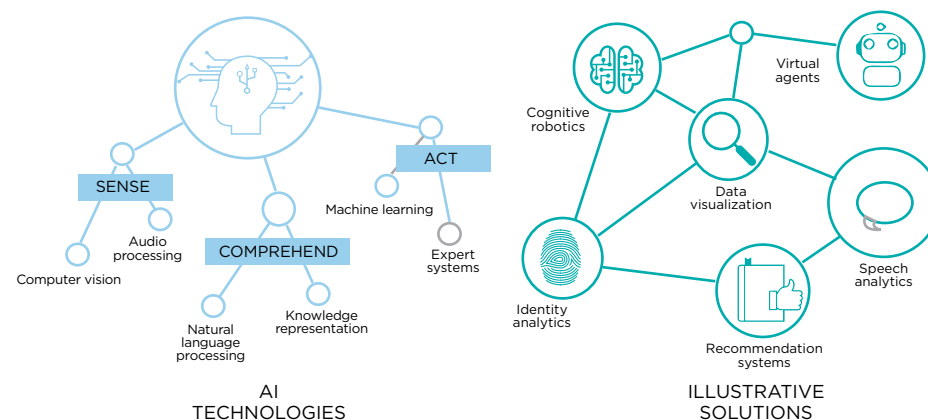 SENSE
Computer vision
Audio
processing
COMPREHEND
Natural
language
processing
Knowledge
representation
ACT
Machine learning
Expert
systems
AI
TECHNOLOGIES
Cognitive
robotics
Virtual
agents
Data
visualization
Identity
analytics
Speech
analytics
Recommendation
systems
ILLUSTRATIVE
SOLUTIONS